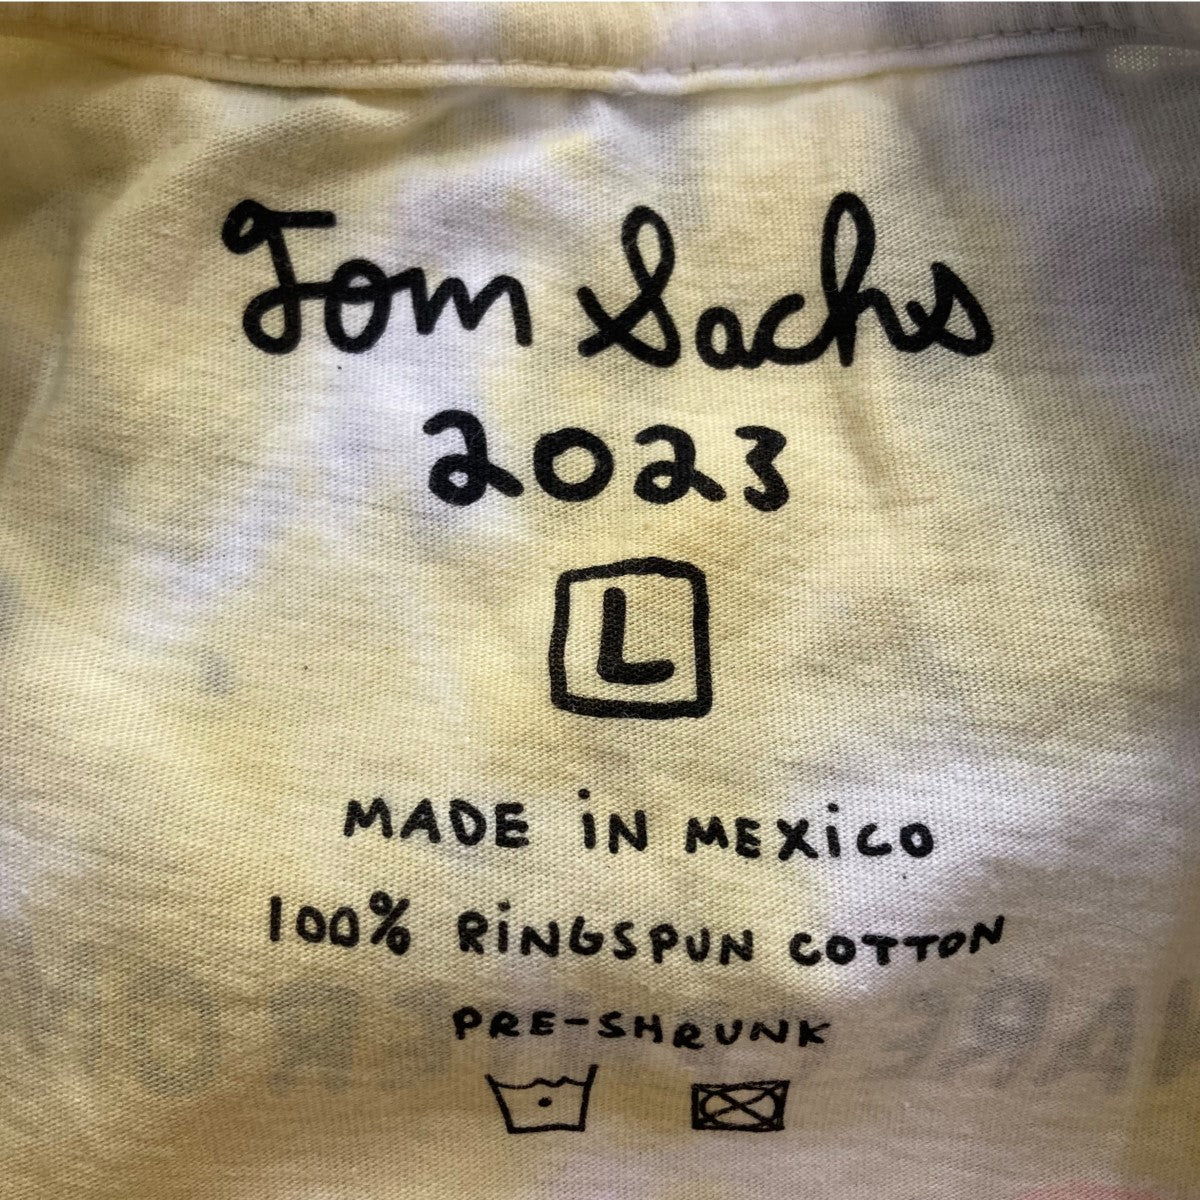 Tom Sachs
2023
L
MADE iN MEXiCO
100% RiNGSPUN COTTON
PRE-SHRUNK